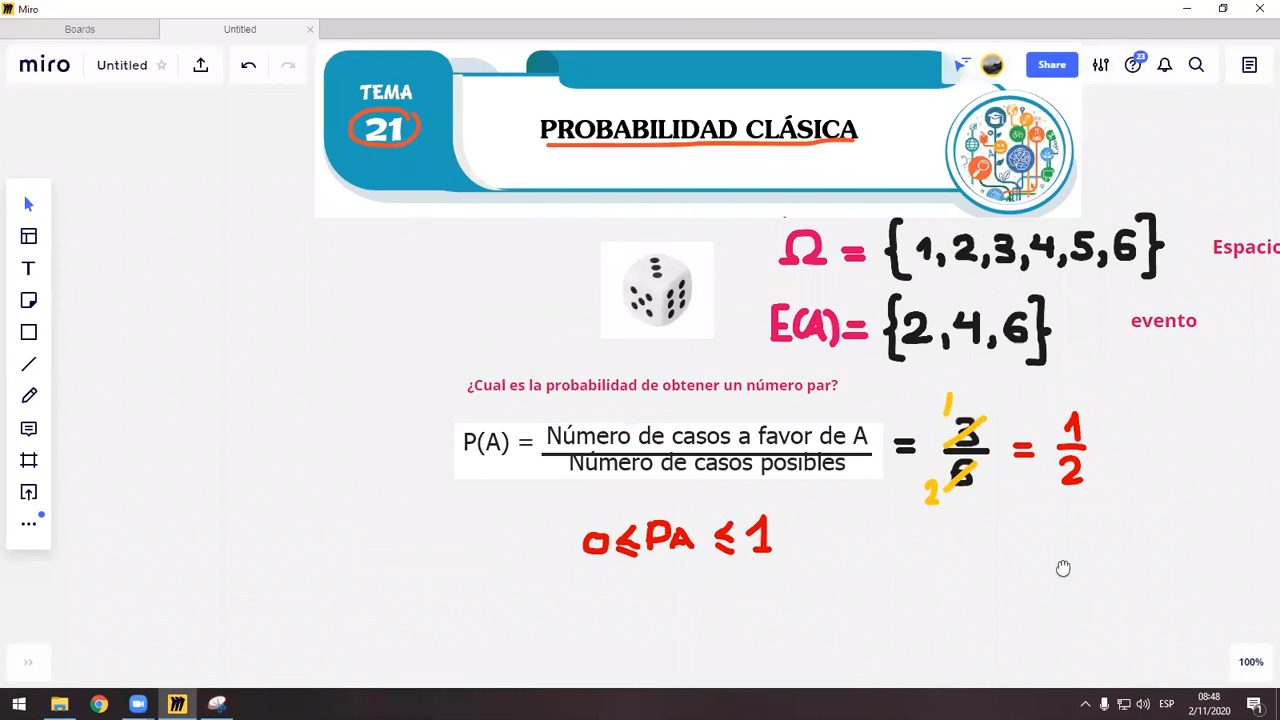 Miro
Boards
Untitled
miro
Untitled
Share
23
TEMA
21
PROBABILIDAD CLÁSICA
Ω = {1,2,3,4,5,6}
Espacio
E(A)= {2,4,6}
evento
¿Cual es la probabilidad de obtener un número par?
P(A) = Número de casos a favor de A
Número de casos posibles
= 3/6 = 1/2
1
2
0≤PA ≤1
100%
ESP
08:48
2/11/2020
1